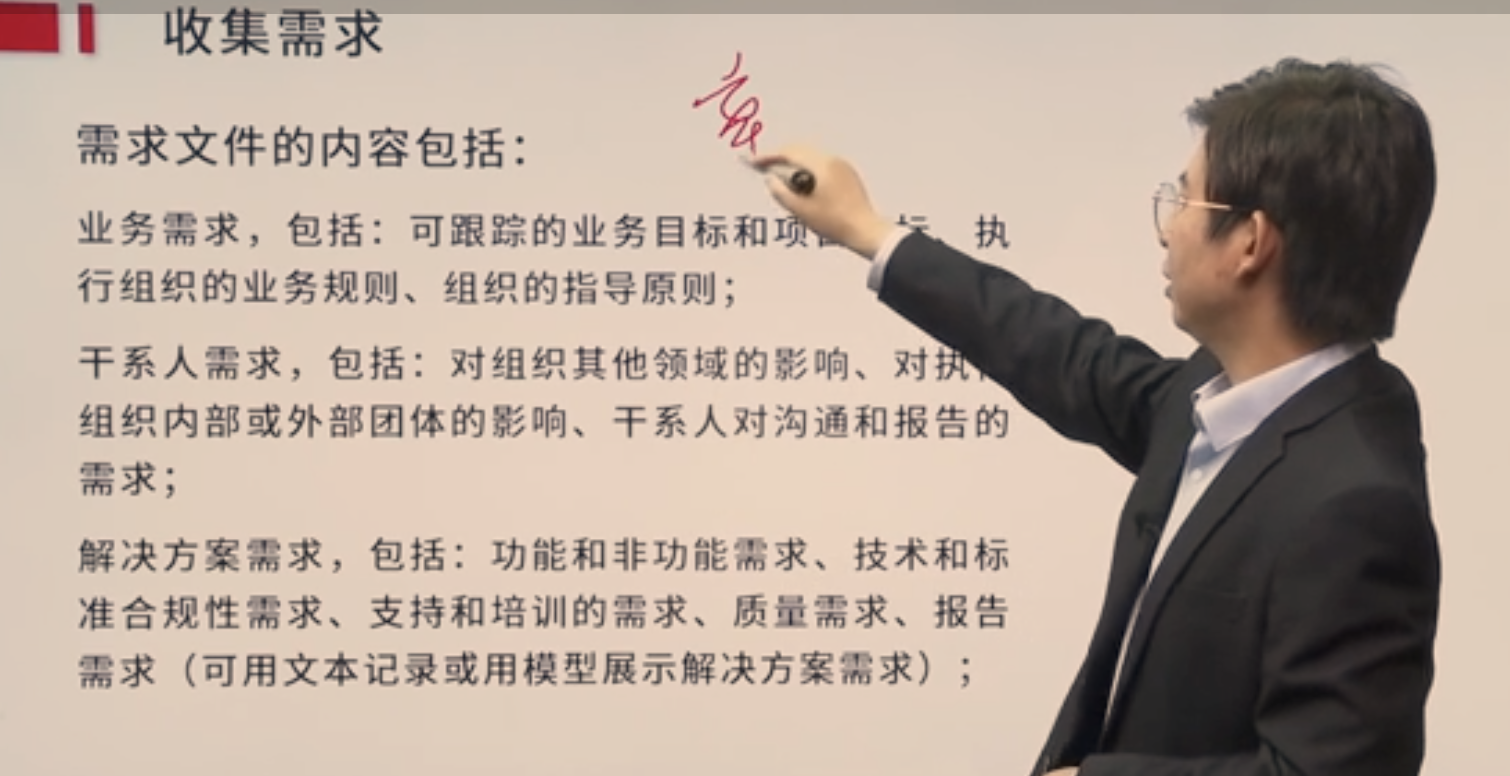 收集需求
需求文件的内容包括：
业务需求，包括：可跟踪的业务目标和项目 标、执
行组织的业务规则、组织的指导原则；
干系人需求，包括：对组织其他领域的影响、对执
组织内部或外部团体的影响、干系人对沟通和报告的
需求；
解决方案需求，包括：功能和非功能需求、技术和标
准合规性需求、支持和培训的需求、质量需求、报告
需求（可用文本记录或用模型展示解决方案需求）；